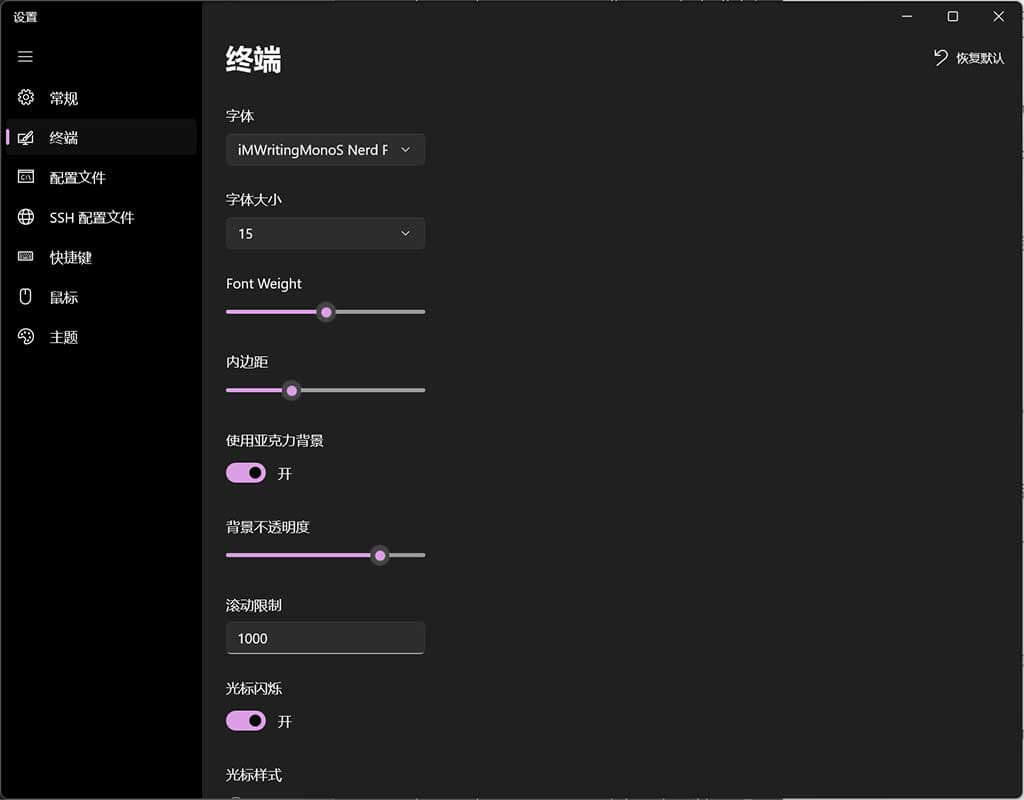 设置
常规
终端
配置文件
SSH 配置文件
快捷键
鼠标
主题
终端
恢复默认
字体
iMWritingMonoS Nerd F
字体大小
15
Font Weight
内边距
使用亚克力背景
开
背景不透明度
滚动限制
1000
光标闪烁
开
光标样式